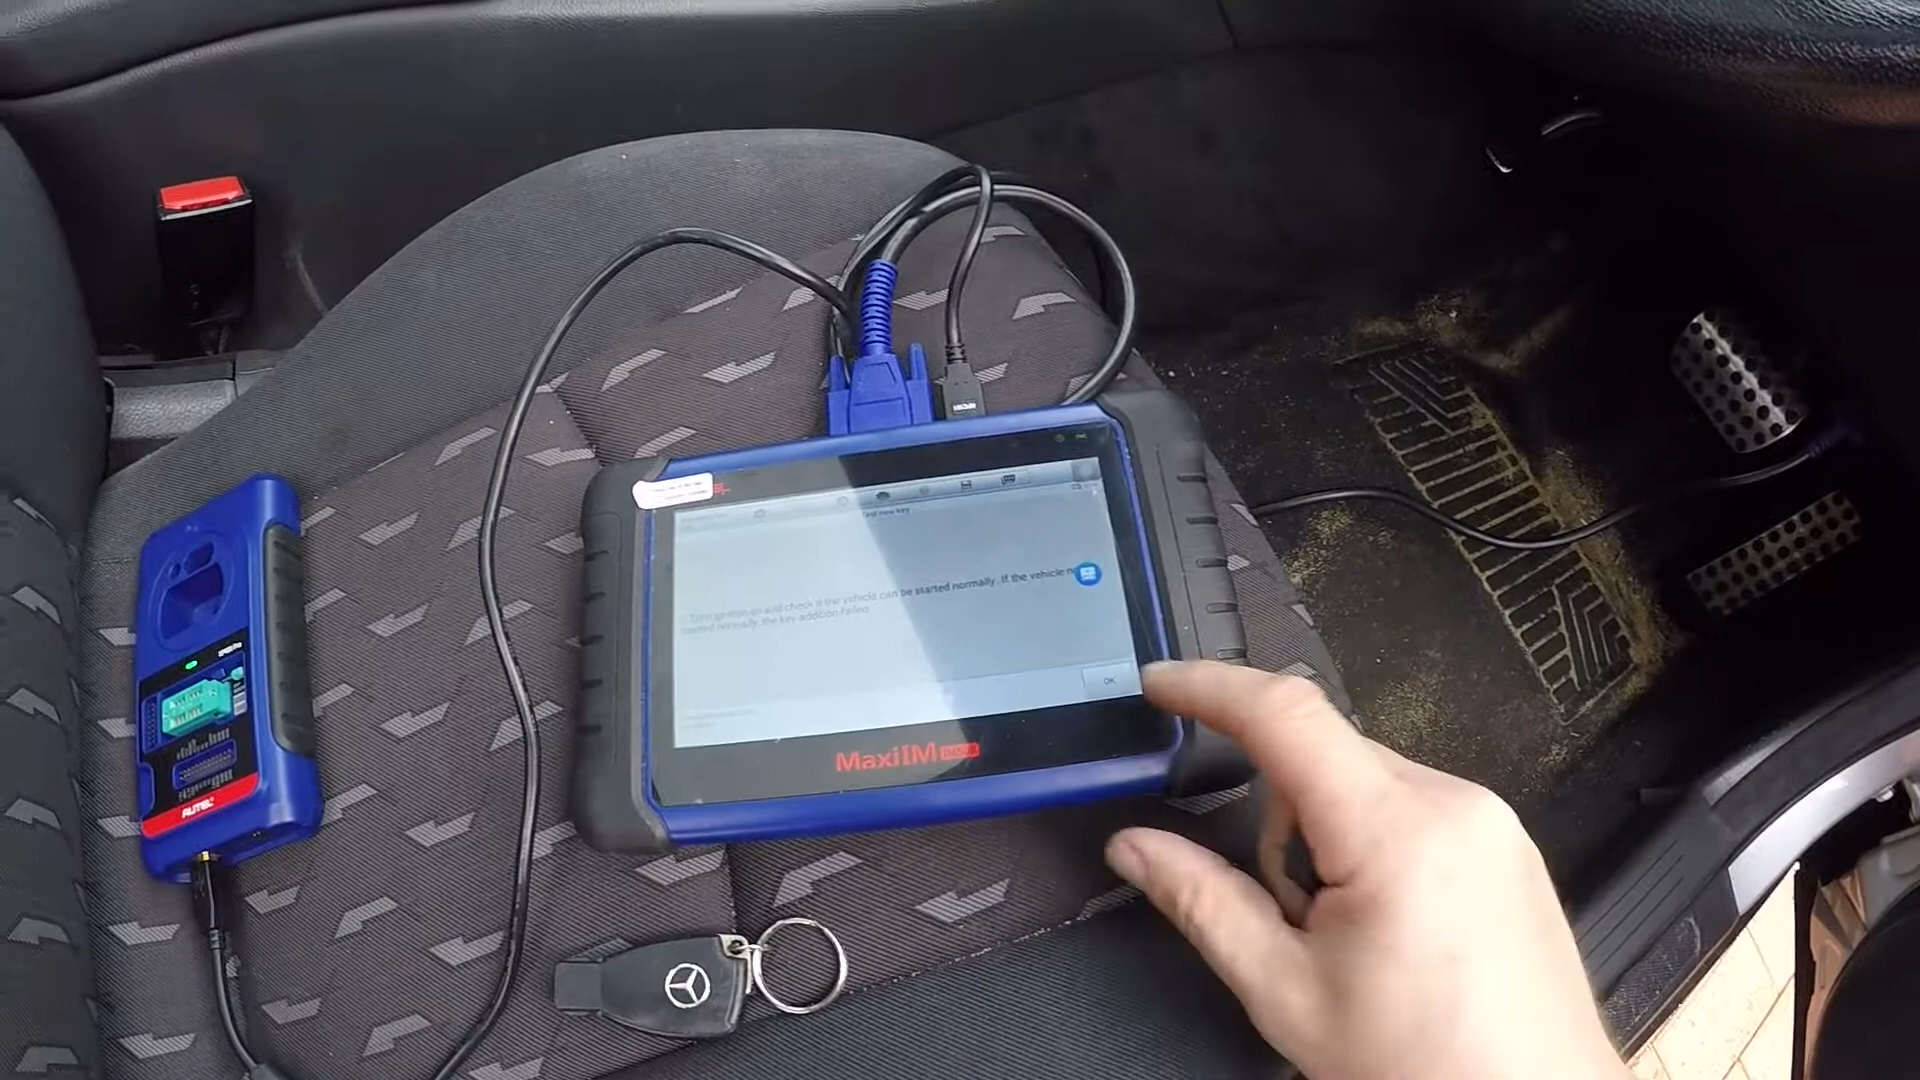 Test new key
Turn ignition on and check if the vehicle can be started normally. If the vehicle
started normally, the key addition failed.
OK
MaxiIM
AUTEL